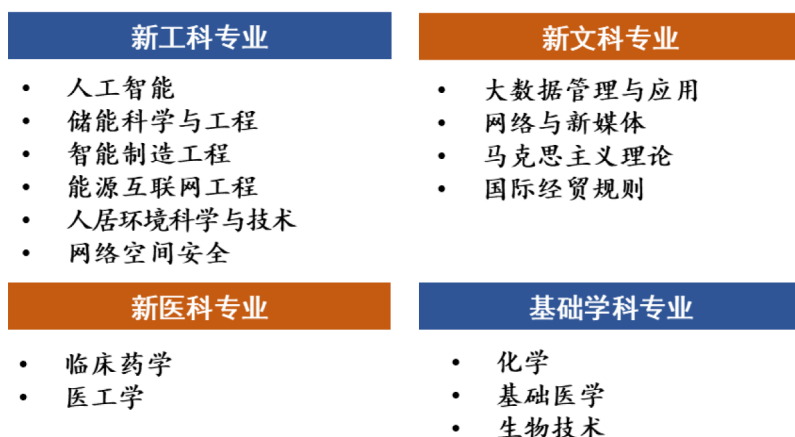 新工科专业
• 人工智能
• 储能科学与工程
• 智能制造工程
• 能源互联网工程
• 人居环境科学与技术
• 网络空间安全
新文科专业
• 大数据管理与应用
• 网络与新媒体
• 马克思主义理论
• 国际经贸规则
新医科专业
• 临床药学
• 医工学
基础学科专业
• 化学
• 基础医学
• 生物技术